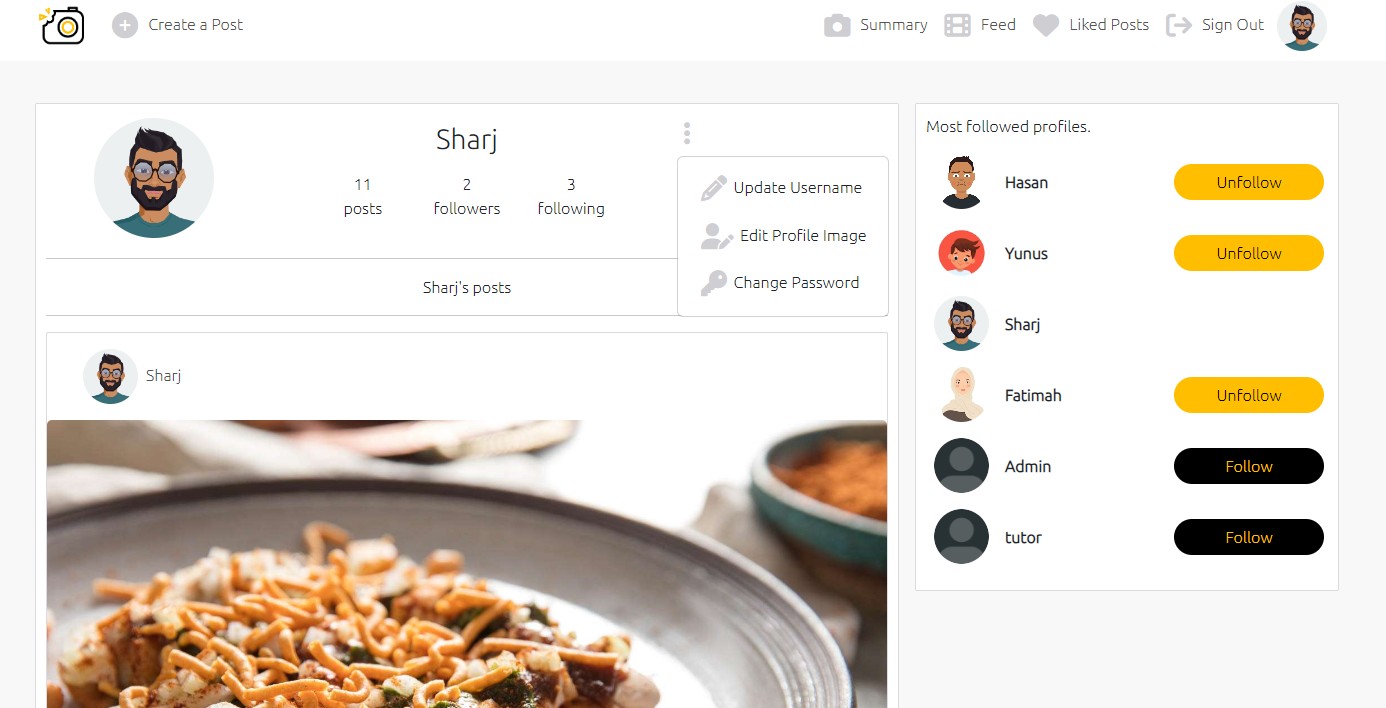 Create a Post
Summary
Feed
Liked Posts
Sign Out
Sharj
11
posts
2
followers
3
following
Update Username
Edit Profile Image
Change Password
Sharj's posts
Sharj
Most followed profiles.
Hasan
Unfollow
Yunus
Unfollow
Sharj
Fatimah
Unfollow
Admin
Follow
tutor
Follow